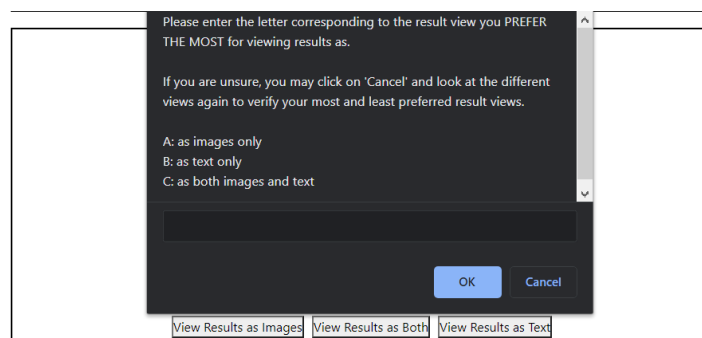 Please enter the letter corresponding to the result view you PREFER
THE MOST for viewing results as.
If you are unsure, you may click on 'Cancel' and look at the different
views again to verify your most and least preferred result views.
A: as images only
B: as text only
C: as both images and text
OK Cancel
View Results as Images View Results as Both View Results as Text